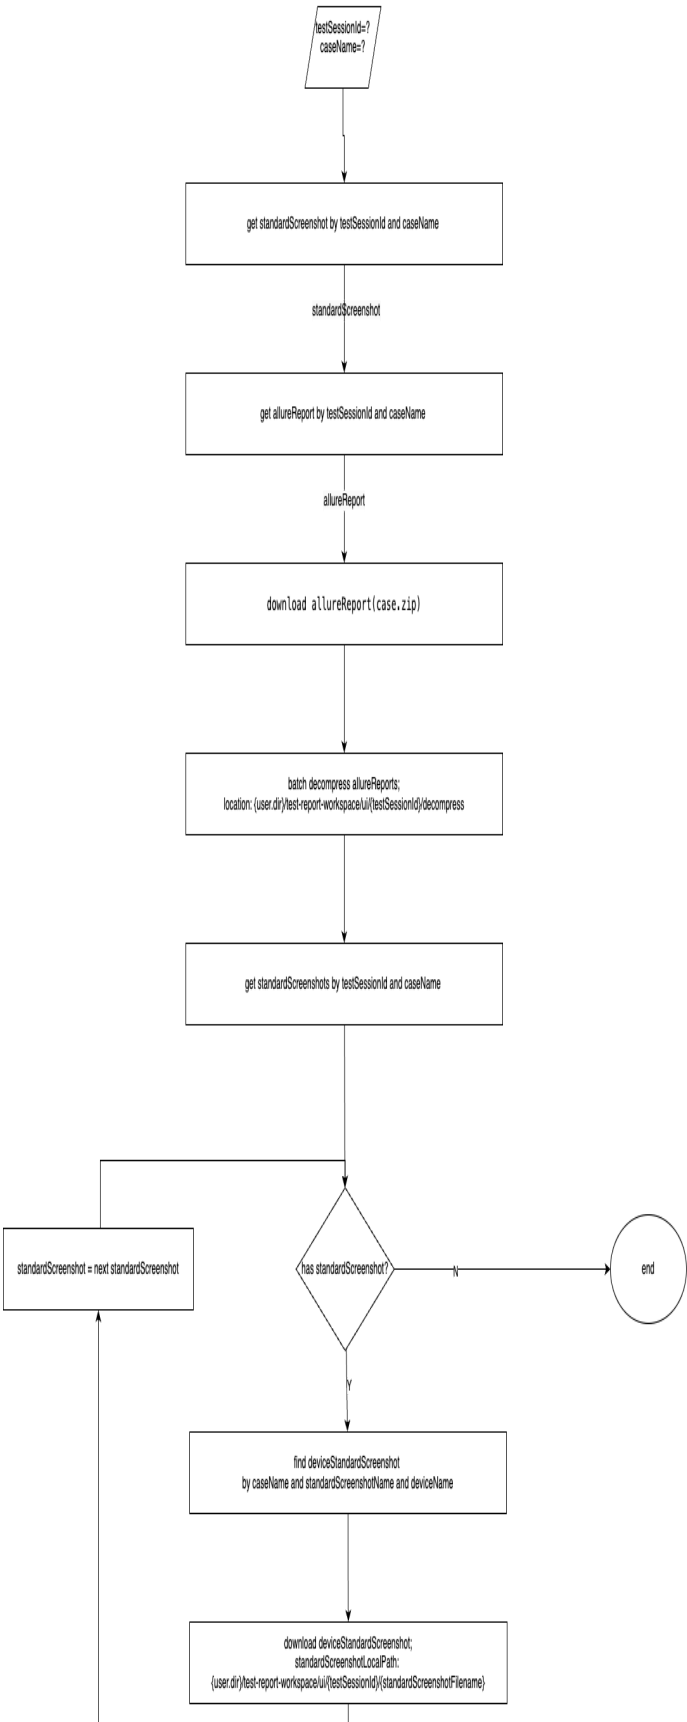 testSessionId=?
caseName=?
get standardScreenshot by testSessionId and caseName
standardScreenshot
get allureReport by testSessionId and caseName
allureReport
download allureReport(case.zip)
batch decompress allureReports;
location: {user.dir}/test-report-workspace/ui/{testSessionId}/decompress
get standardScreenshots by testSessionId and caseName
standardScreenshot = next standardScreenshot
has standardScreenshot?
N
end
Y
find deviceStandardScreenshot
by caseName and standardScreenshotName and deviceName
download deviceStandardScreenshot;
standardScreenshotLocalPath:
{user.dir}/test-report-workspace/ui/{testSessionId}/{standardScreenshotFilename}